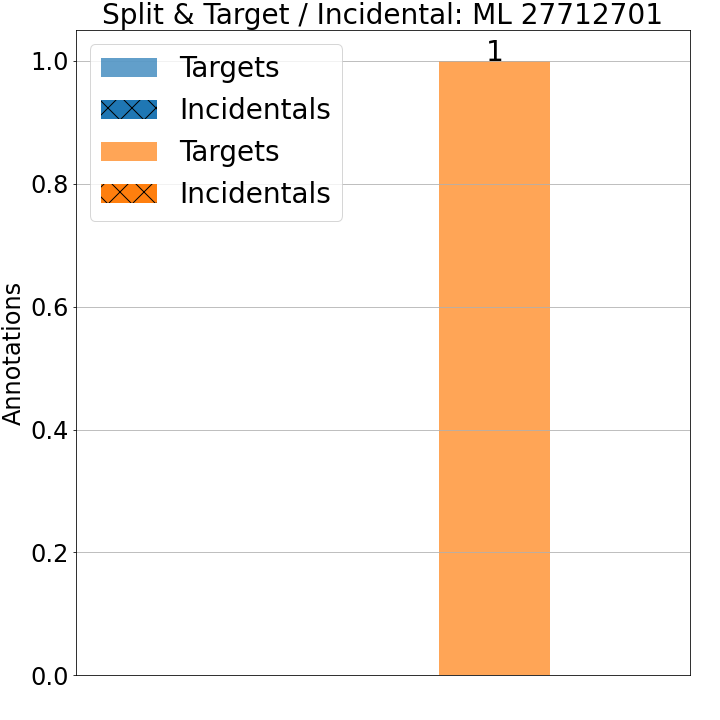 Split & Target / Incidental: ML 27712701
1
1.0
0.8
0.6
0.4
0.2
0.0
Annotations
Targets
Incidentals
Targets
Incidentals